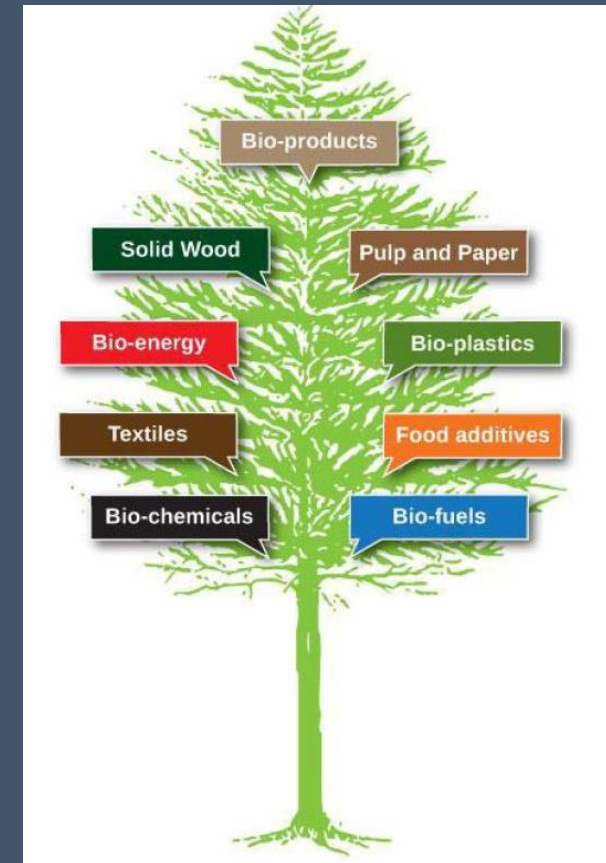 Bio-products
Solid Wood
Pulp and Paper
Bio-energy
Bio-plastics
Textiles
Food additives
Bio-chemicals
Bio-fuels